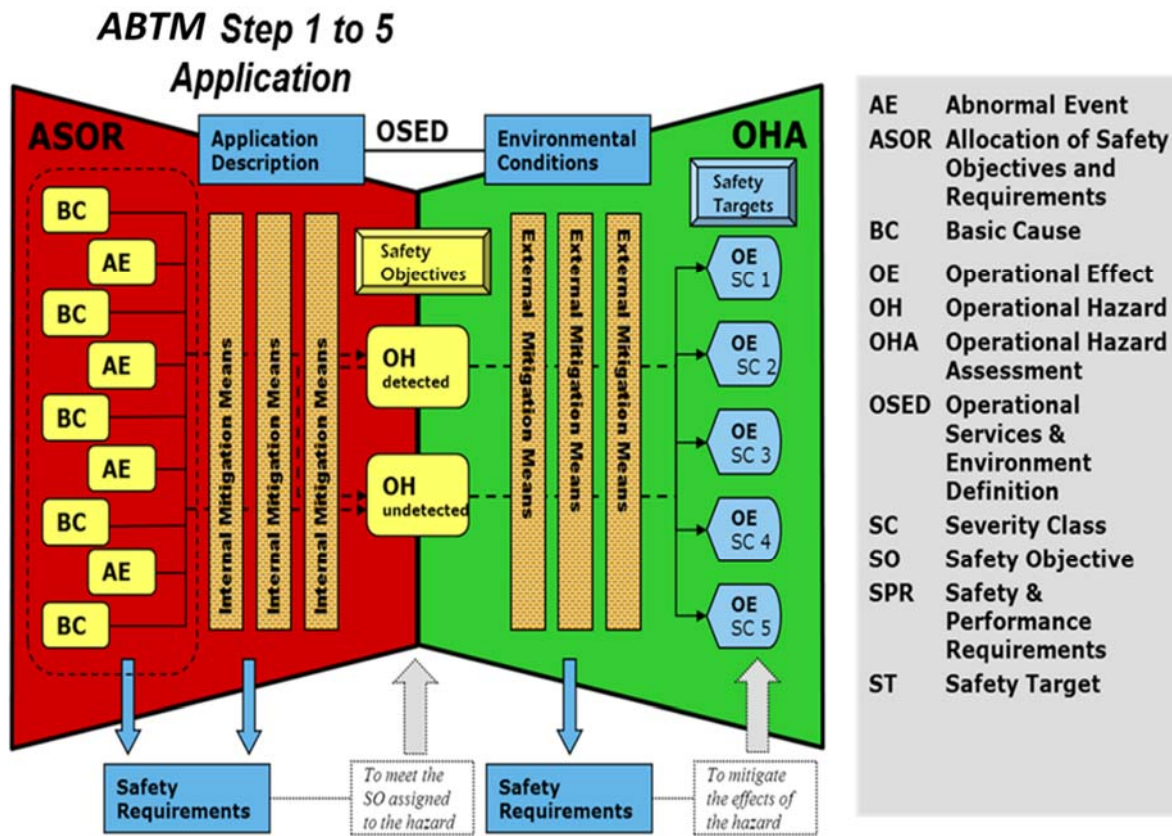 ABTM Step 1 to 5
Application
ASOR
Application
Description
OSED
Environmental
Conditions
OHA
Safety
Targets
BC
AE
BC
AE
BC
AE
BC
AE
BC
Internal Mitigation Means
Internal Mitigation Means
Internal Mitigation Means
Safety
Objectives
OH
detected
OH
undetected
External Mitigation Means
External Mitigation Means
External Mitigation Means
OE
SC 1
OE
SC 2
OE
SC 3
OE
SC 4
OE
SC 5
Safety
Requirements
To meet the
SO assigned
to the hazard
Safety
Requirements
To mitigate
the effects of
the hazard
AE Abnormal Event
ASOR Allocation of Safety
Objectives and
Requirements
BC Basic Cause
OE Operational Effect
OH Operational Hazard
OHA Operational Hazard
Assessment
OSED Operational
Services &
Environment
Definition
SC Severity Class
SO Safety Objective
SPR Safety &
Performance
Requirements
ST Safety Target